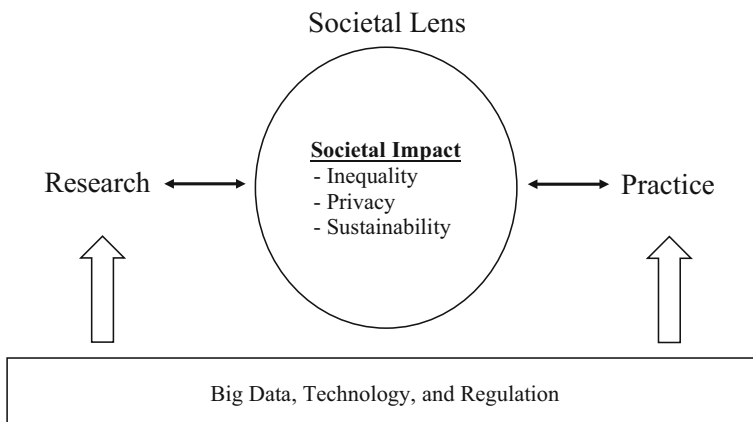 Societal Lens
Societal Impact
- Inequality
- Privacy
- Sustainability
Research
Practice
Big Data, Technology, and Regulation